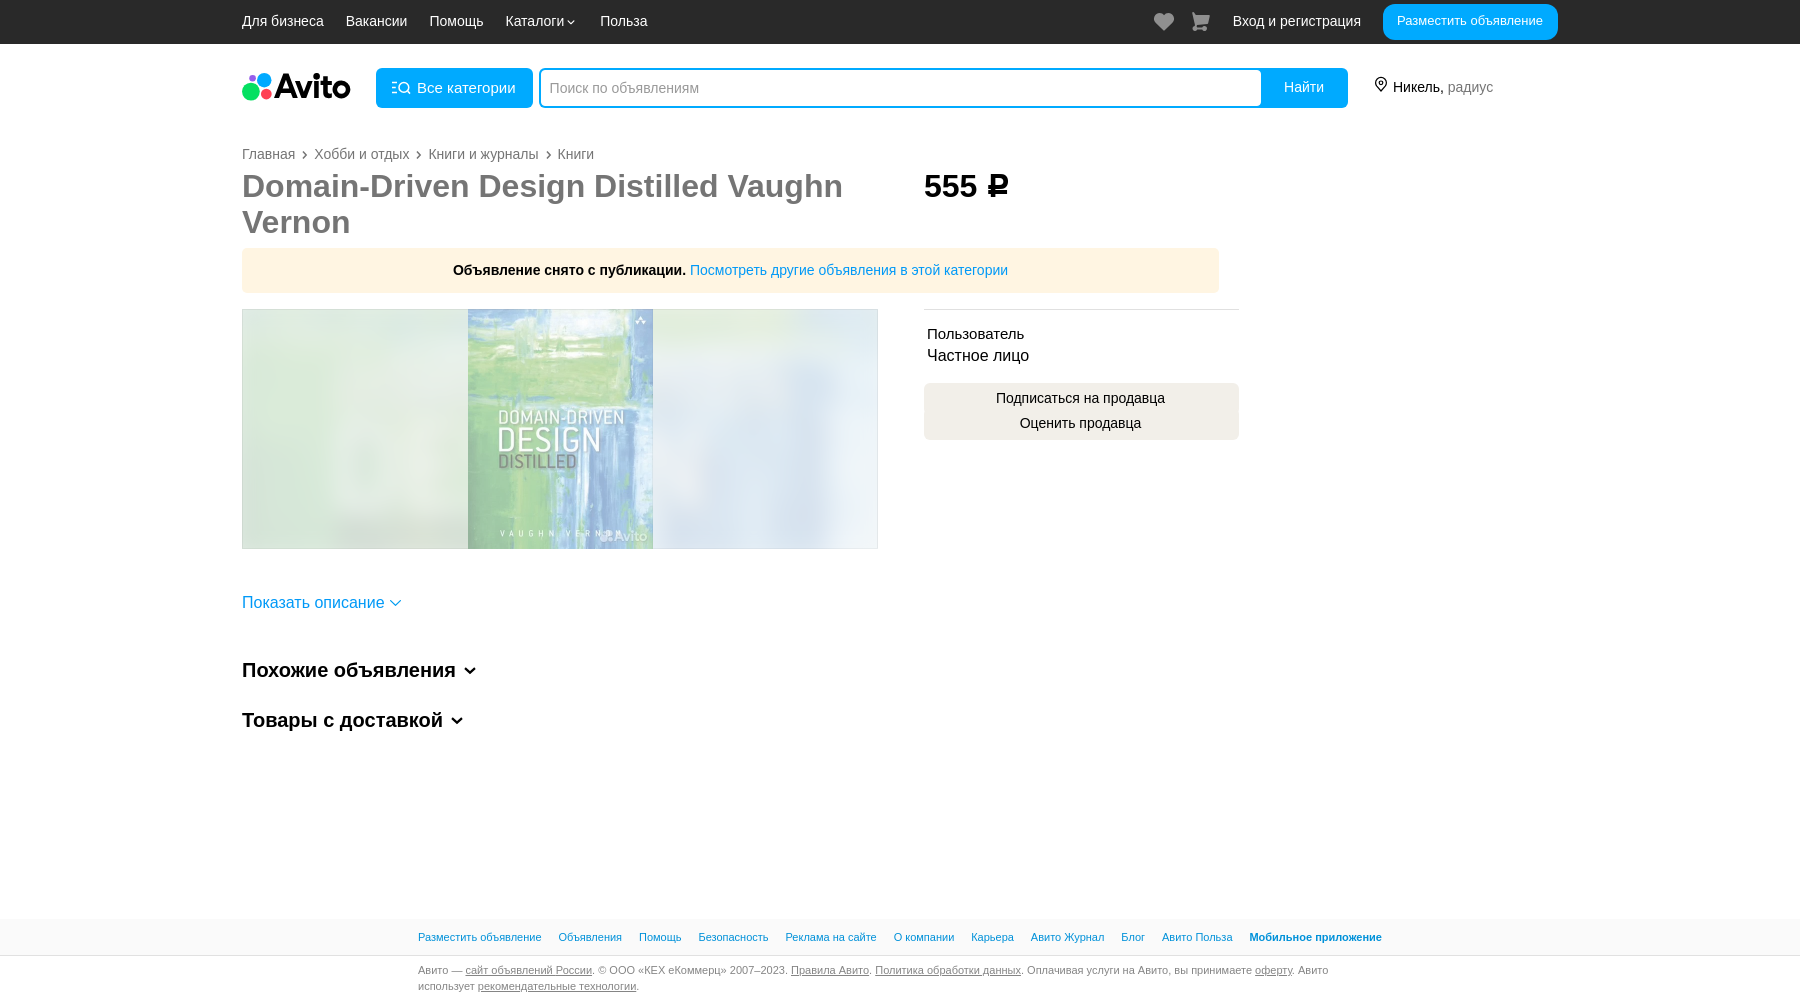 Для бизнеса Вакансии Помощь Каталоги Польза Вход и регистрация Разместить объявление
Avito Все категории Поиск по объявлениям Найти Никель, радиус
Главная Хобби и отдых Книги и журналы Книги
Domain-Driven Design Distilled Vaughn
Vernon
555 ₽
Объявление снято с публикации. Посмотреть другие объявления в этой категории
DOMAIN-DRIVEN
DESIGN
DISTILLED
VAUGHN VERNON
Avito
Пользователь
Частное лицо
Подписаться на продавца
Оценить продавца
Показать описание
Похожие объявления
Товары с доставкой
Разместить объявление Объявления Помощь Безопасность Реклама на сайте О компании Карьера Авито Журнал Блог Авито Польза Мобильное приложение
Авито — сайт объявлений России. © ООО «КЕХ еКоммерц» 2007–2023. Правила Авито. Политика обработки данных. Оплачивая услуги на Авито, вы принимаете оферту. Авито
использует рекомендательные технологии.